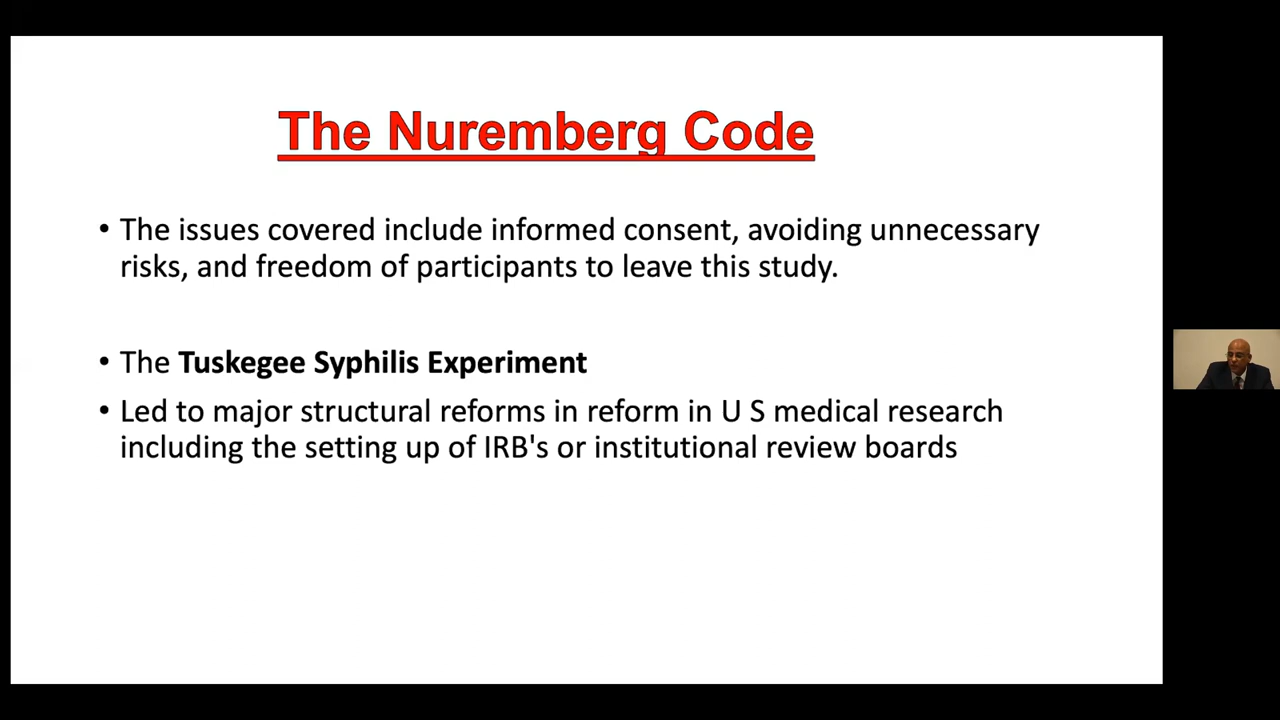 The Nuremberg Code
• The issues covered include informed consent, avoiding unnecessary
risks, and freedom of participants to leave this study.
• The Tuskegee Syphilis Experiment
• Led to major structural reforms in reform in U S medical research
including the setting up of IRB's or institutional review boards